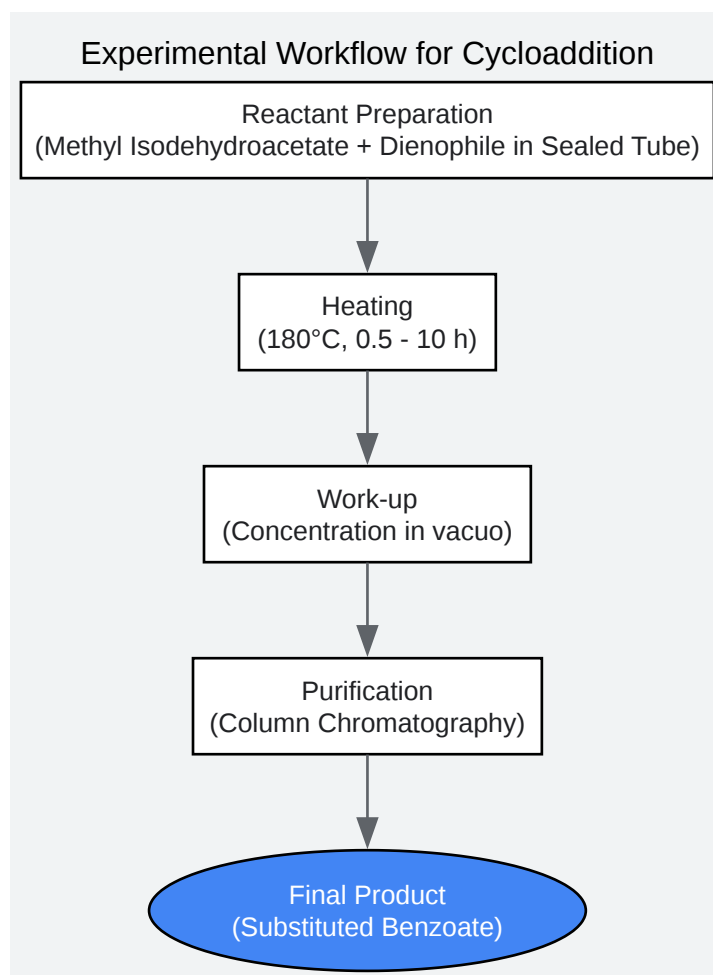 Experimental Workflow for Cycloaddition
Reactant Preparation
(Methyl Isodehydroacetate + Dienophile in Sealed Tube)
Heating
(180°C, 0.5 - 10 h)
Work-up
(Concentration in vacuo)
Purification
(Column Chromatography)
Final Product
(Substituted Benzoate)